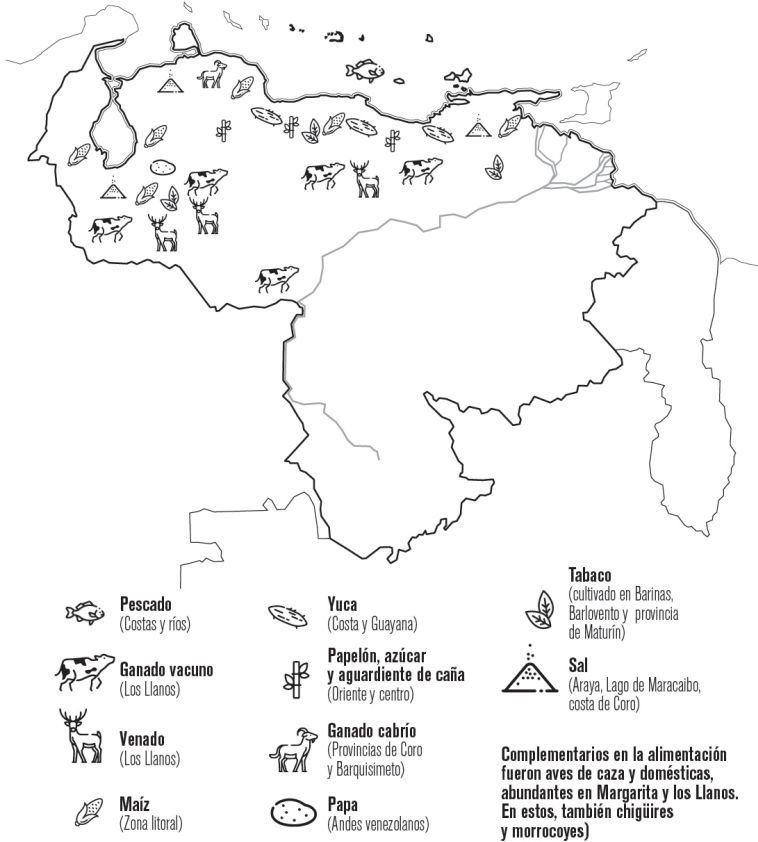 Pescado
(Costas y ríos)
Ganado vacuno
(Los Llanos)
Venado
(Los Llanos)
Maíz
(Zona litoral)
Yuca
(Costa y Guayana)
Papelón, azúcar
y aguardiente de caña
(Oriente y centro)
Ganado cabrío
(Provincias de Coro
y Barquisimeto)
Papa
(Andes venezolanos)
Tabaco
(cultivado en Barinas,
Barlovento y provincia
de Maturín)
Sal
(Araya, Lago de Maracaibo,
costa de Coro)
Complementarios en la alimentación
fueron aves de caza y domésticas,
abundantes en Margarita y los Llanos.
En estos, también chigüires
y morrocoyes)